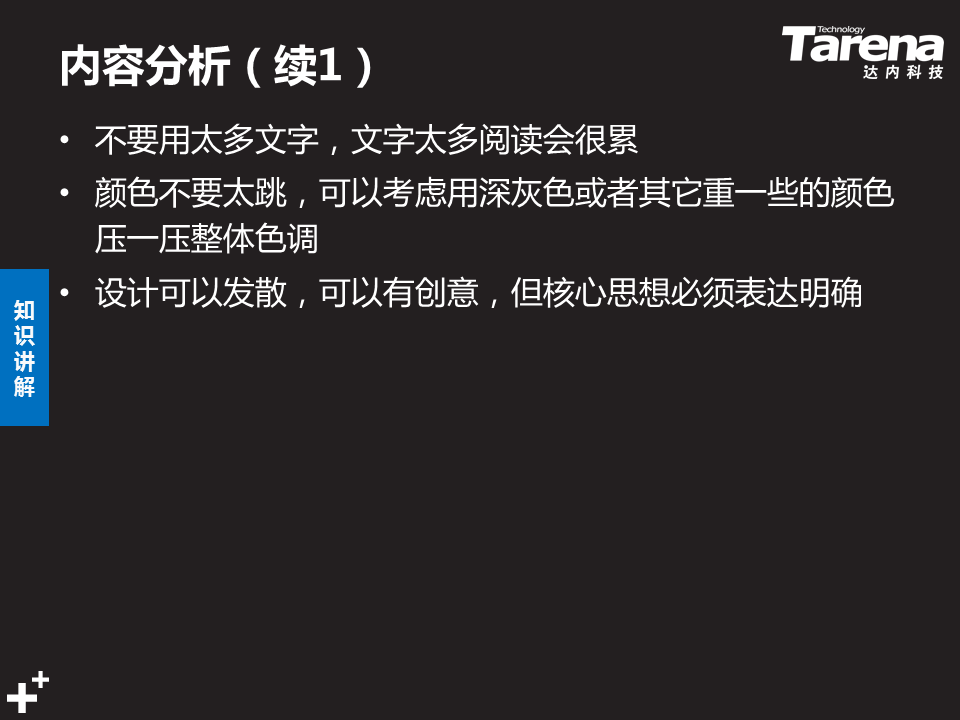 内容分析（续1）
Technology
Tarena
达内科技
• 不要用太多文字，文字太多阅读会很累
• 颜色不要太跳，可以考虑用深灰色或者其它重一些的颜色
压一压整体色调
• 设计可以发散，可以有创意，但核心思想必须表达明确
知
识
讲
解